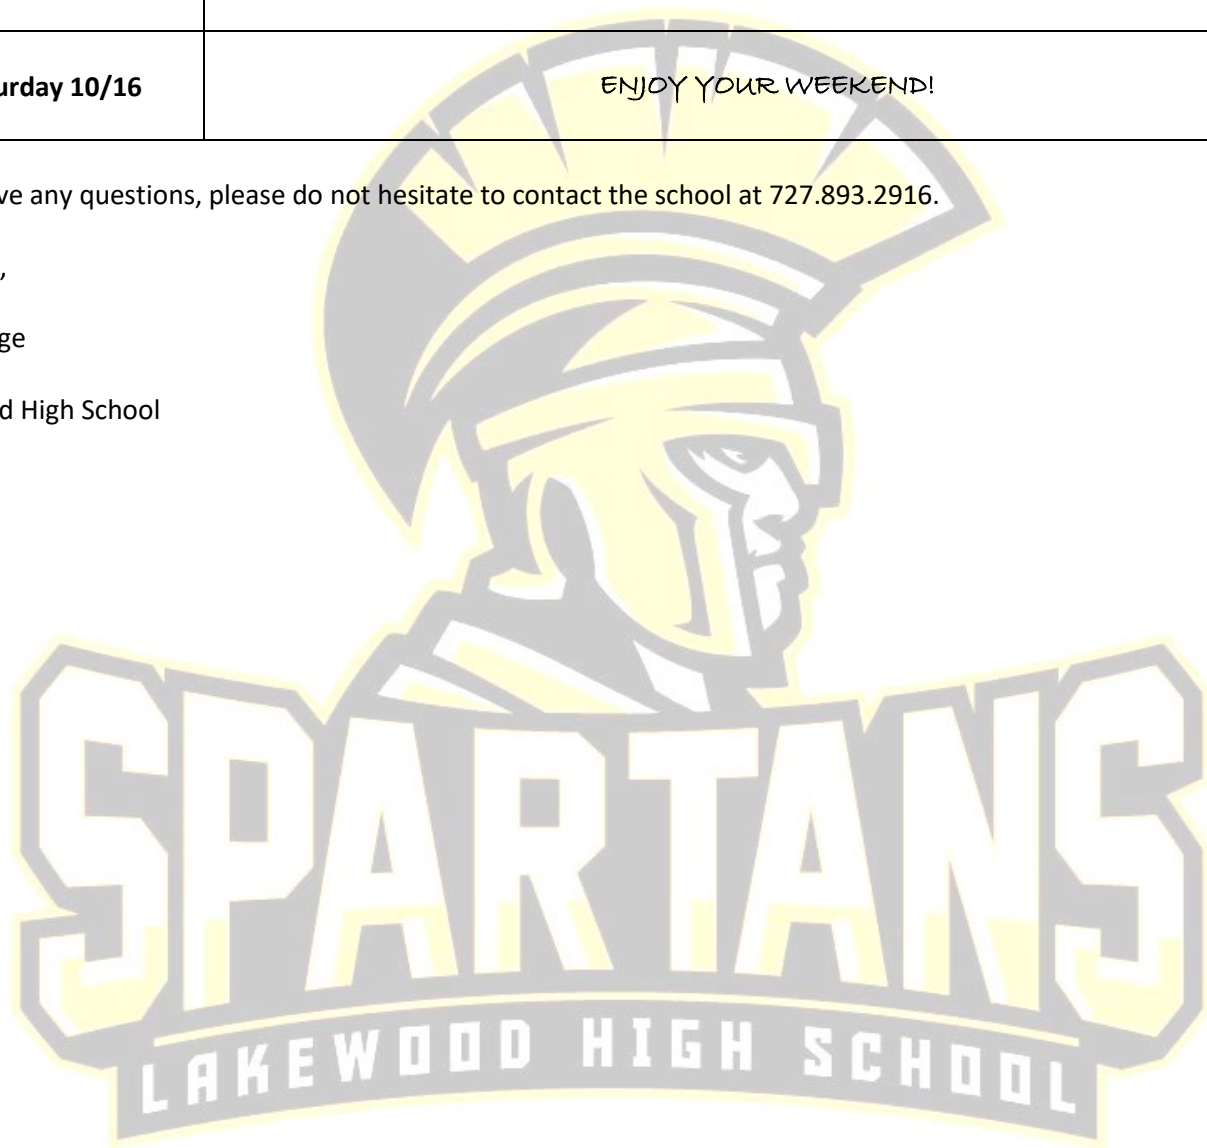 urday 10/16
ENJOY YOUR WEEKEND!
ve any questions, please do not hesitate to contact the school at 727.893.2916.
,
ge
d High School
SPARTANS
LAKEWOOD HIGH SCHOOL